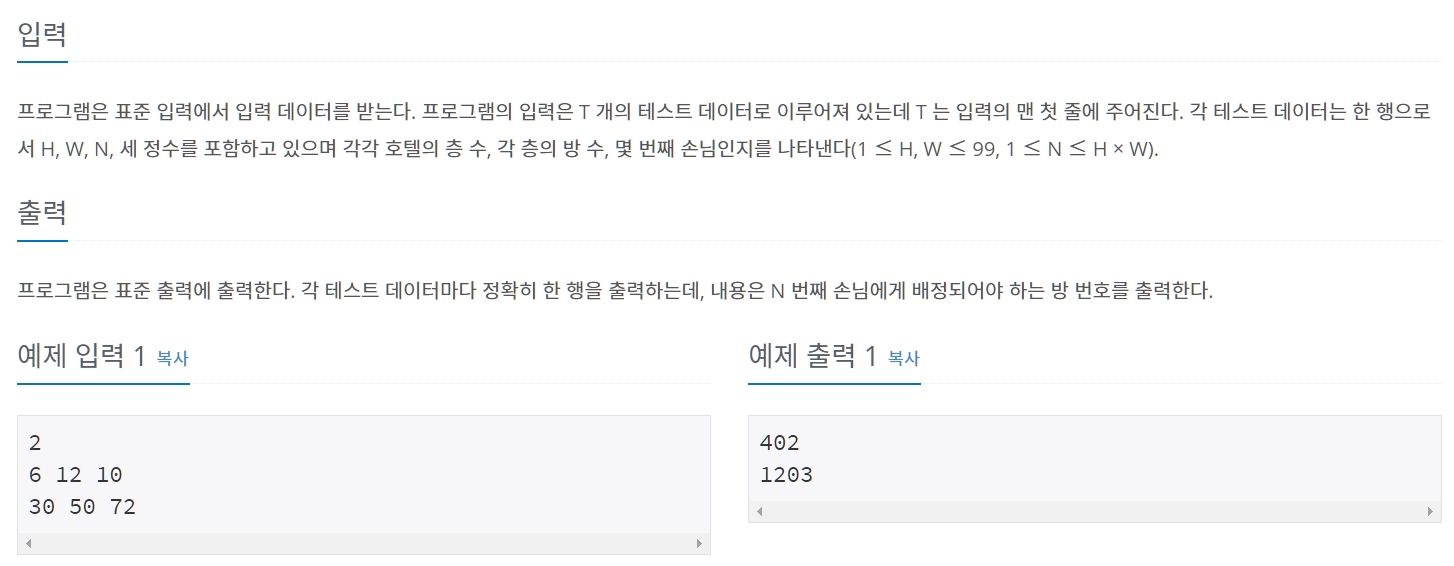 입력
프로그램은 표준 입력에서 입력 데이터를 받는다. 프로그램의 입력은 T 개의 테스트 데이터로 이루어져 있는데 T 는 입력의 맨 첫 줄에 주어진다. 각 테스트 데이터는 한 행으로
서 H, W, N, 세 정수를 포함하고 있으며 각각 호텔의 층 수, 각 층의 방 수, 몇 번째 손님인지를 나타낸다(1 ≤ H, W ≤ 99, 1 ≤ N ≤ H × W).
출력
프로그램은 표준 출력에 출력한다. 각 테스트 데이터마다 정확히 한 행을 출력하는데, 내용은 N 번째 손님에게 배정되어야 하는 방 번호를 출력한다.
예제 입력 1 복사
2
6 12 10
30 50 72
예제 출력 1 복사
402
1203